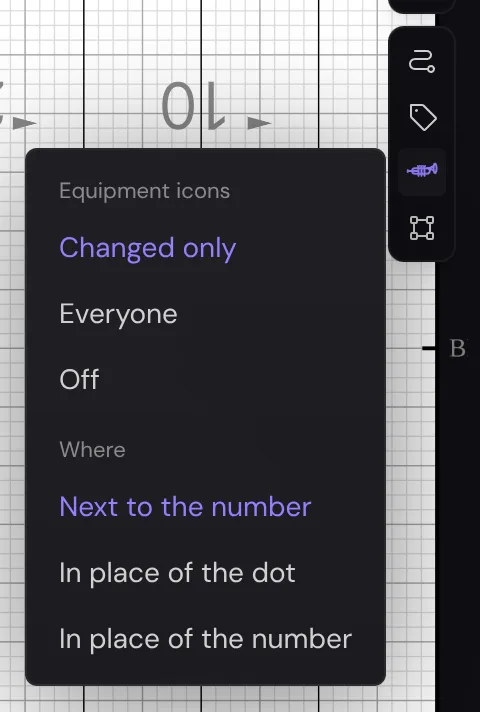 10
Equipment icons
Changed only
Everyone
Off
B
Where
Next to the number
In place of the dot
In place of the number